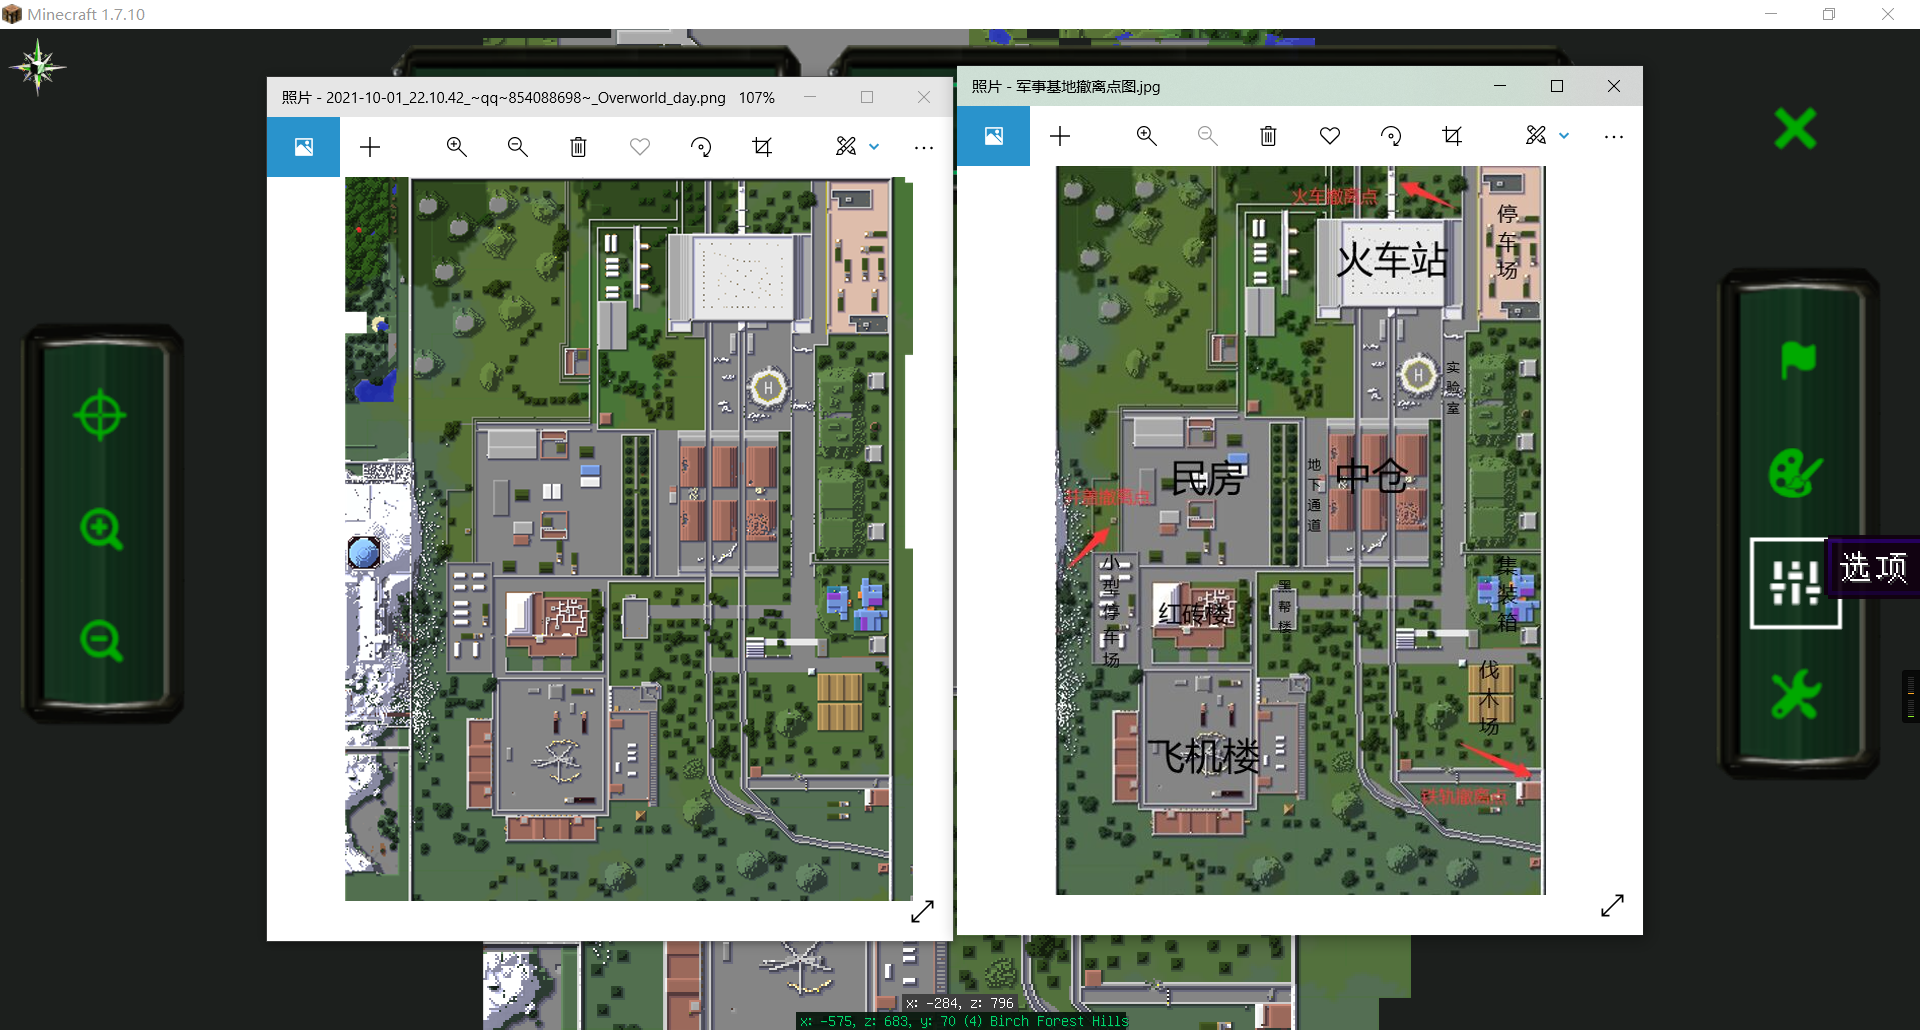 Minecraft 1.7.10
照片 - 2021-10-01_22.10.42_~qq~854088698~_Overworld_day.png 107%
照片 - 军事基地撤离点图.jpg
火车撤离点
停车场
火车站
H
H
实验室
民房
地下通道
中仓
撤离点
小型停车场
红砖楼
黑帮楼
集装箱
伐木场
飞机楼
铁轨撤离点
选项
x: -284, z: 796
x: -575, z: 683, y: 70 (4) Birch Forest Hills